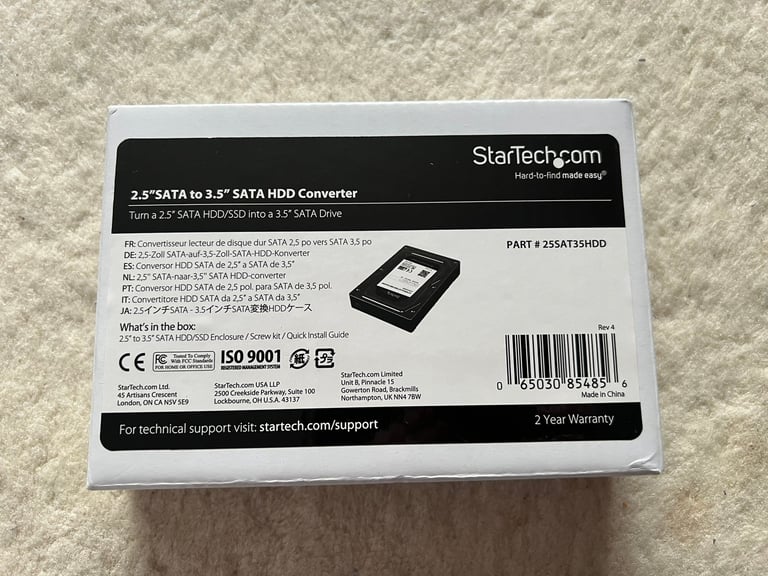 StarTech.com
Hard-to-find made easy®
2.5"SATA to 3.5" SATA HDD Converter
Turn a 2.5" SATA HDD/SSD into a 3.5" SATA Drive
PART # 25SAT35HDD
FR: Convertisseur lecteur de disque dur SATA 2,5 po vers SATA 3,5 po
DE: 2,5-Zoll SATA-auf-3,5-Zoll-SATA-HDD-Konverter
ES: Conversor HDD SATA de 2,5" a SATA de 3,5"
NL: 2,5" SATA-naar-3,5" SATA HDD-converter
PT: Conversor HDD SATA de 2,5 pol. para SATA de 3,5 pol.
IT: Convertitore HDD SATA da 2,5" a SATA da 3,5"
JA: 2.5インチSATA - 3.5インチSATA変換HDDケース
What's in the box:
2.5" to 3.5" SATA HDD/SSD Enclosure / Screw kit / Quick Install Guide
Rev 4
CE FC Tested To Comply
With FCC Standards
FOR HOME OR OFFICE USE
ISO 9001
REGISTERED MANAGEMENT SYSTEM
紙 プラ
StarTech.com Ltd.
45 Artisans Crescent
London, ON CA N5V 5E9
StarTech.com USA LLP
2500 Creekside Parkway, Suite 100
Lockbourne, OH U.S.A. 43137
StarTech.com Limited
Unit B, Pinnacle 15
Gowerton Road, Brackmills
Northampton, UK NN4 7BW
0 65030 85485 6
Made in China
For technical support visit: startech.com/support
2 Year Warranty